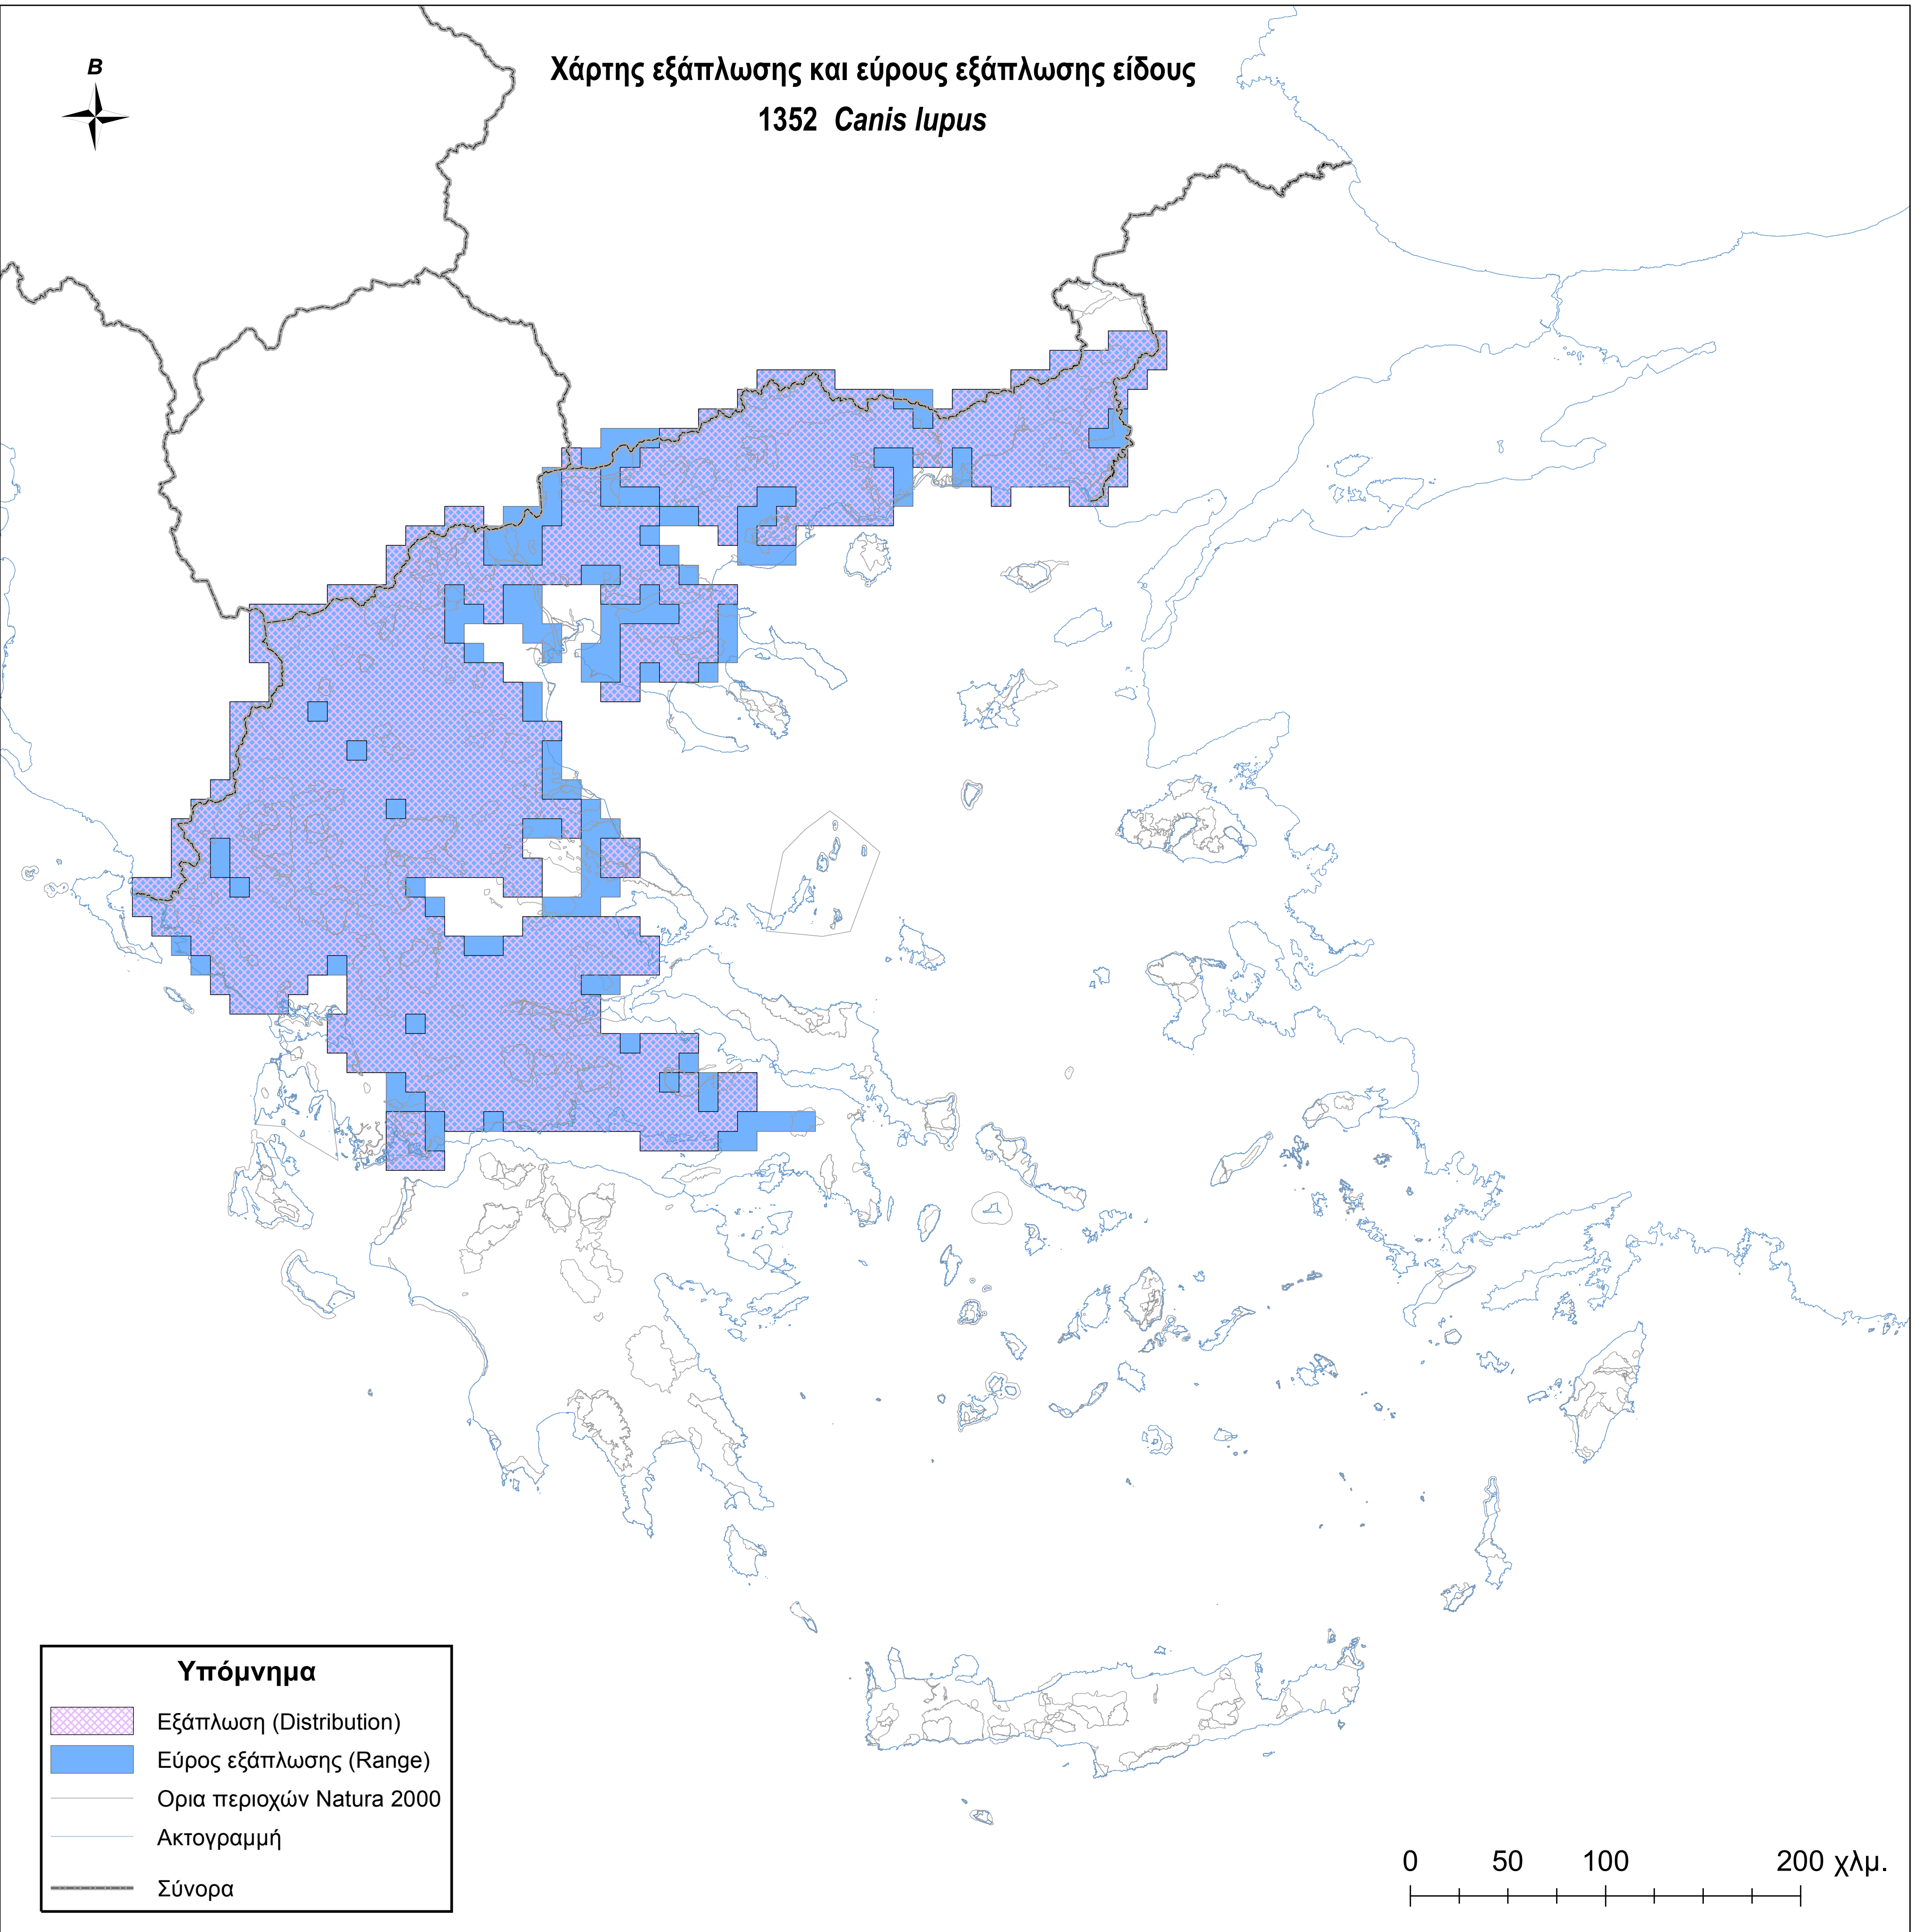 Χάρτης εξάπλωσης και εύρους εξάπλωσης είδους
1352 Canis lupus
Β
Υπόμνημα
Εξάπλωση (Distribution)
Εύρος εξάπλωσης (Range)
Ορια περιοχών Natura 2000
Ακτογραμμή
Σύνορα
0 50 100 200 χλμ.